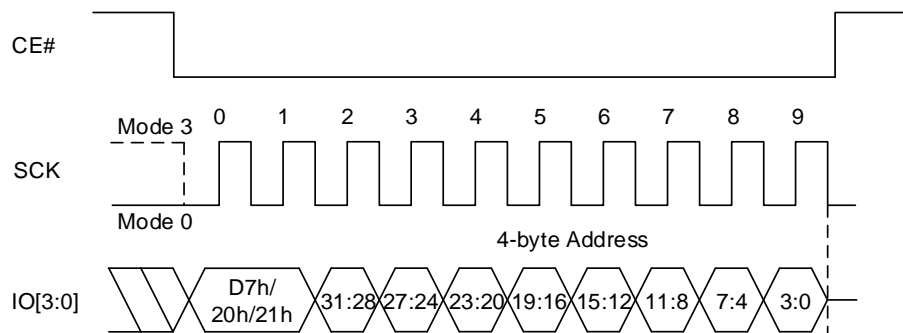 CE#
0 1 2 3 4 5 6 7 8 9
Mode 3
SCK
Mode 0
4-byte Address
IO[3:0]
D7h/
20h/21h
31:28 27:24 23:20 19:16 15:12 11:8 7:4 3:0